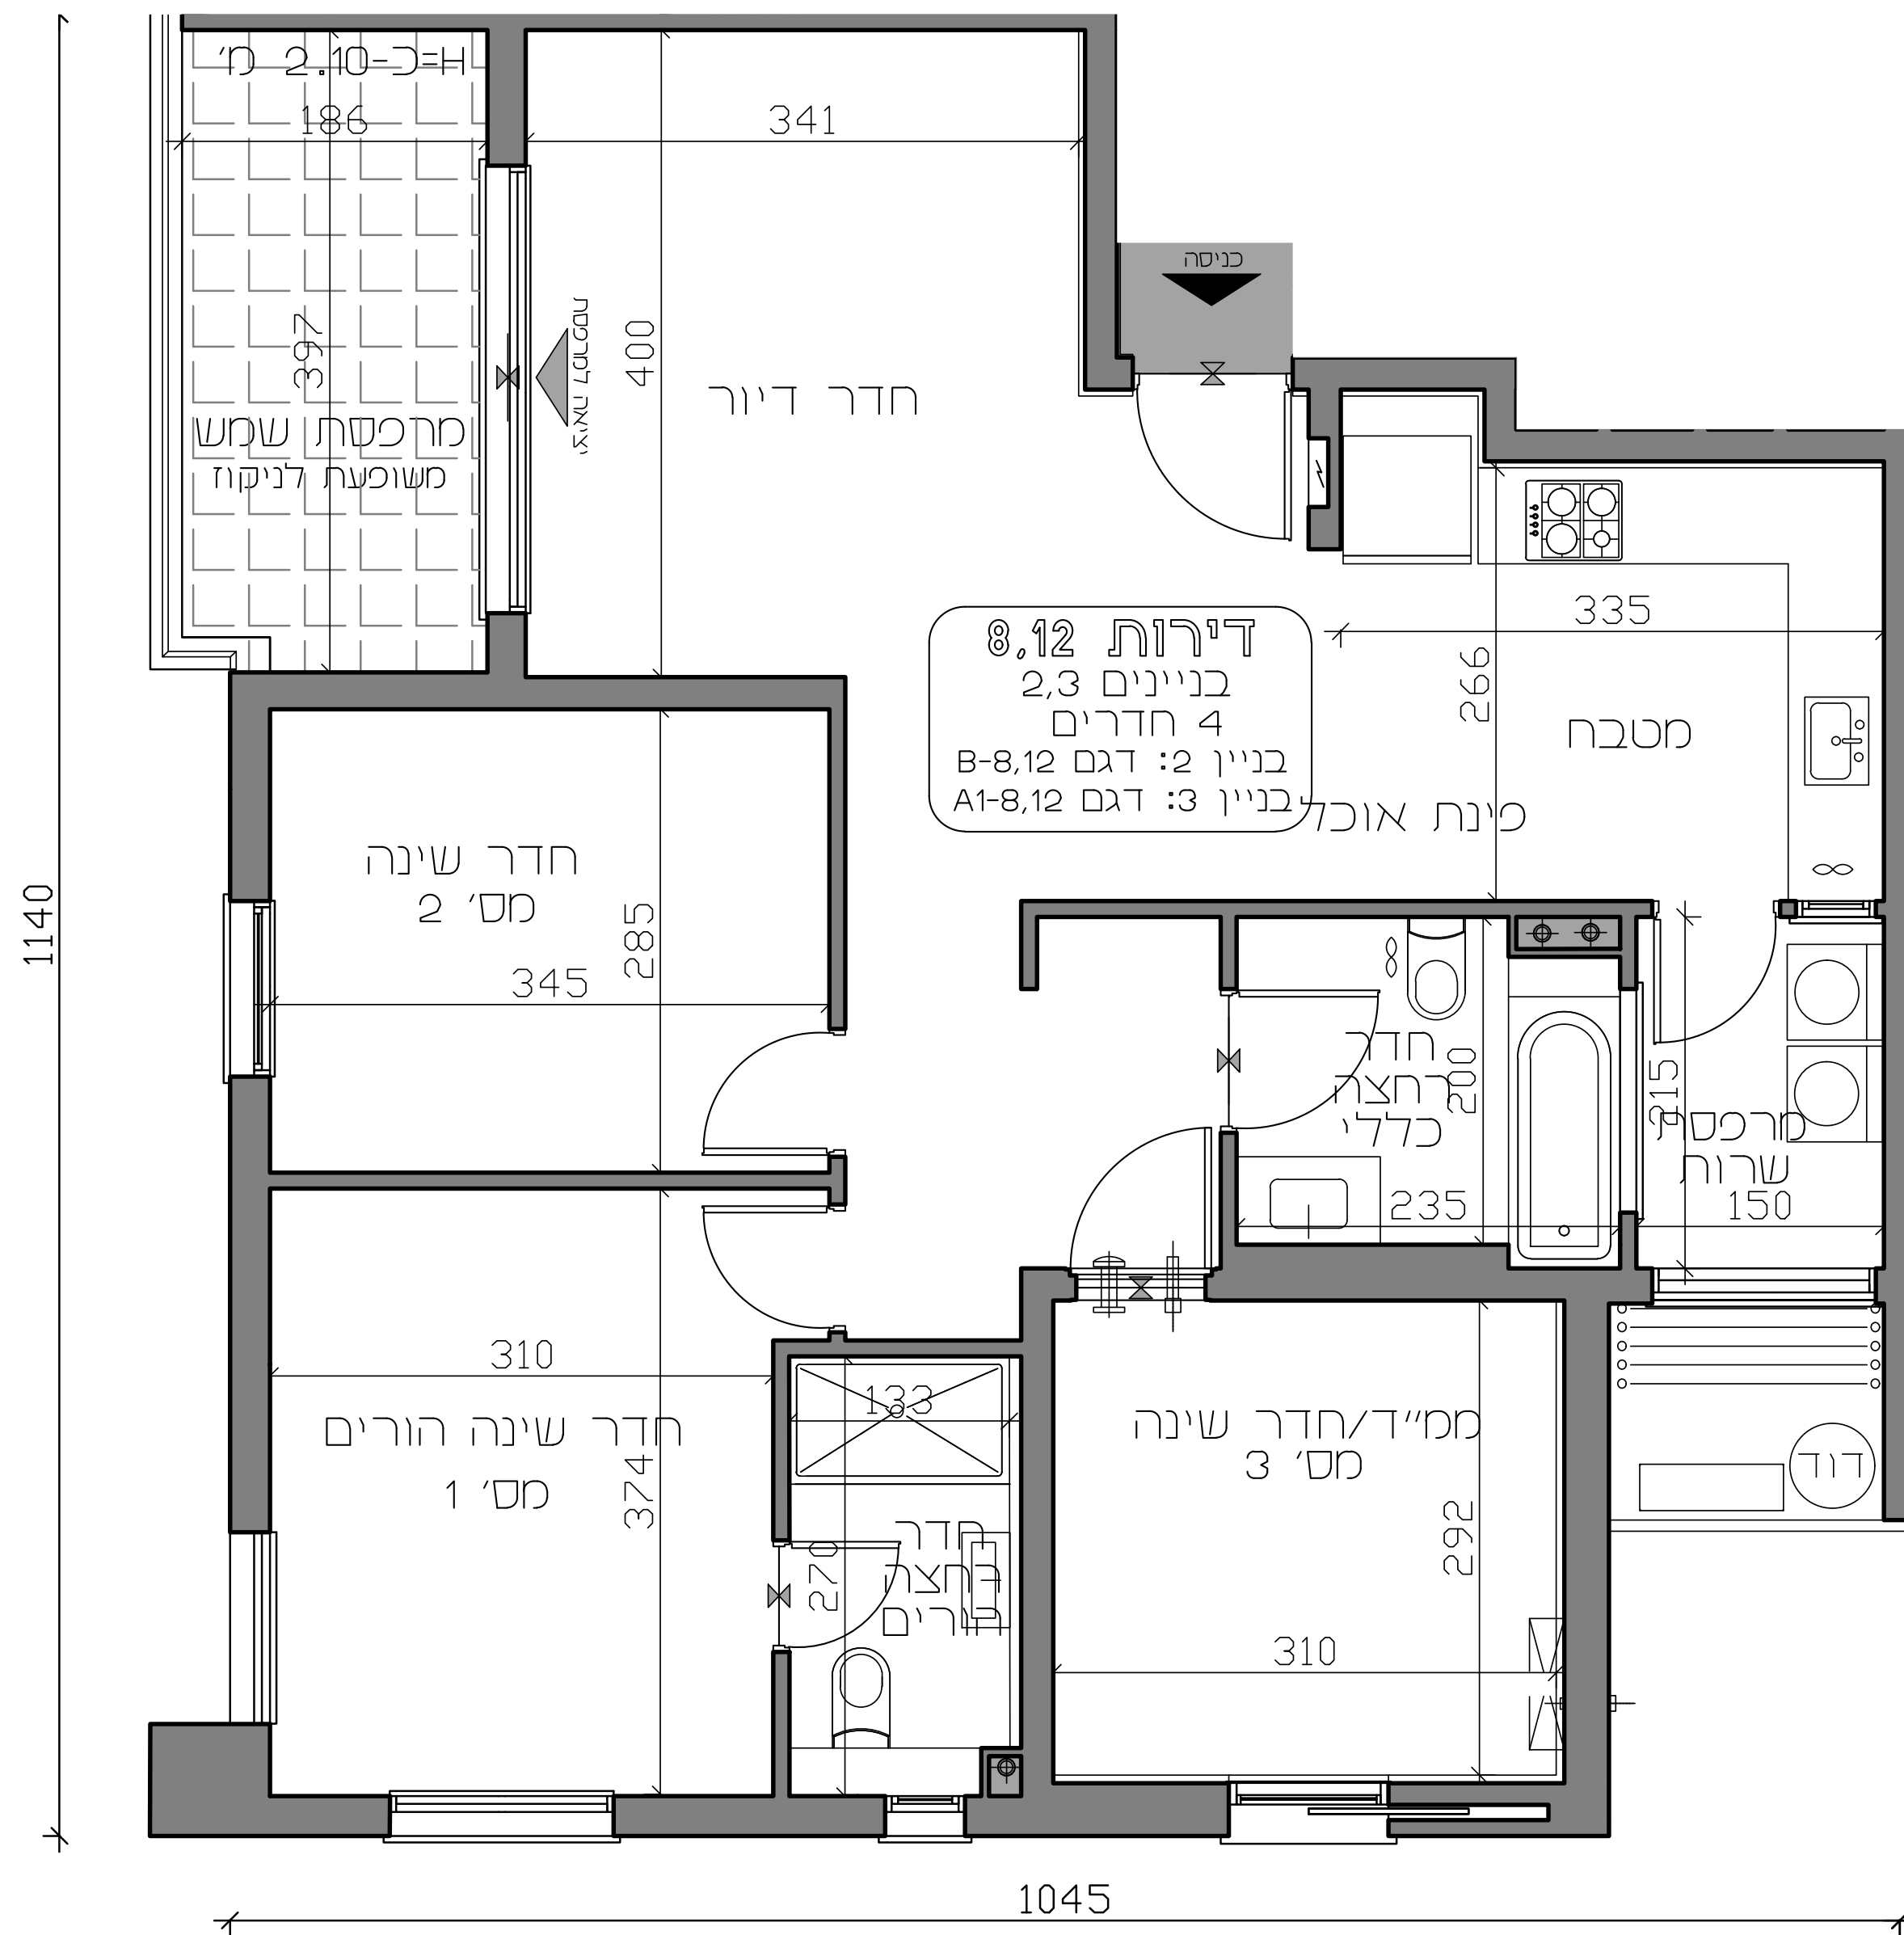 H=כ-2.10 מ'
186
341
כניסה
397
400
יציאה למרפסת
חדר דיור
מרפסת שמש
משופעת לניקוז
דירות 8,12
בניינים 2,3
4 חדרים
בניין 2: דגם B-8,12
בניין 3: דגם A1-8,12
335
266
מטבח
פינת אוכל
חדר שינה
מס' 2
285
345
1140
חדר
רחצה
כללי
200
235
215
מרפסת
שרות
150
310
חדר שינה הורים
מס' 1
374
133
חדר
רחצה
הורים
270
ממ"ד/חדר שינה
מס' 3
292
310
דוד
1045